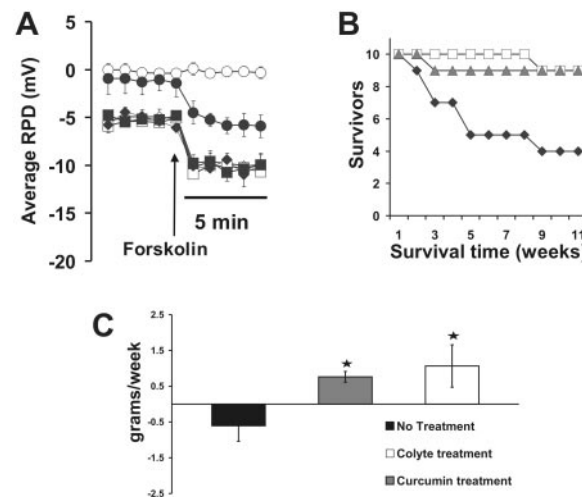 A
Average RPD (mV)
5
0
-5
-10
-15
-20
Forskolin
5 min
B
Survivors
10
8
6
4
2
0
1 3 5 7 9 11
Survival time (weeks)
C
grams/week
2.5
1.5
0.5
-0.5
-1.5
-2.5
No Treatment
Colyte treatment
Curcumin treatment